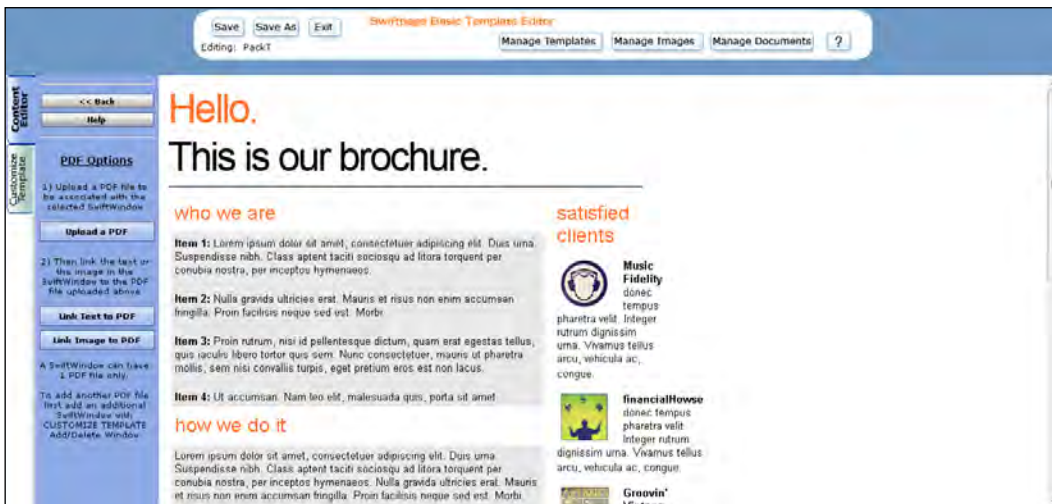 Swiftpage Basic Template Editor
Save
Save As
Exit
Editing: PackT
Manage Templates
Manage Images
Manage Documents
?
Content
Editor
Customize
Template
<< Back
Help
PDF Options
1) Upload a PDF file to
be associated with the
selected SwiftWindow
Upload a PDF
2) Then link the text or
the image in the
SwiftWindow to the PDF
file uploaded above
Link Text to PDF
Link Image to PDF
A SwiftWindow can have
1 PDF file only.
To add another PDF file
first add an additional
SwiftWindow with
CUSTOMIZE TEMPLATE
Add/Delete Window.
Hello.
This is our brochure.
who we are
Item 1: Lorem ipsum dolor sit amet, consectetuer adipiscing elit. Duis urna.
Suspendisse nibh. Class aptent taciti sociosqu ad litora torquent per
conubia nostra, per inceptos hymenaeos.
Item 2: Nulla gravida ultricies erat. Mauris et risus non enim accumsan
fringilla. Proin facilisis neque sed est. Morbi
Item 3: Proin rutrum, nisi id pellentesque dictum, quam erat egestas tellus,
quis iaculis libero tortor quis sem. Nunc consectetuer, mauris ut pharetra
mollis, sem nisi convallis turpis, eget pretium eros est non lacus.
Item 4: Ut accumsan. Nam leo elit, malesuada quis, porta sit amet
how we do it
Lorem ipsum dolor sit amet, consectetuer adipiscing elit. Duis urna.
Suspendisse nibh. Class aptent taciti sociosqu ad litora torquent per
conubia nostra, per inceptos hymenaeos. Nulla gravida ultricies erat. Mauris
et risus non enim accumsan fringilla. Proin facilisis neque sed est. Morbi
satisfied
clients
Music
Fidelity
donec
tempus
pharetra velit. Integer
rutrum dignissim
urna. Vivamus tellus
arcu, vehicula ac,
congue.
financialHowse
donec tempus
pharetra velit
Integer rutrum
dignissim urna. Vivamus tellus
arcu, vehicula ac, congue.
Groovin'